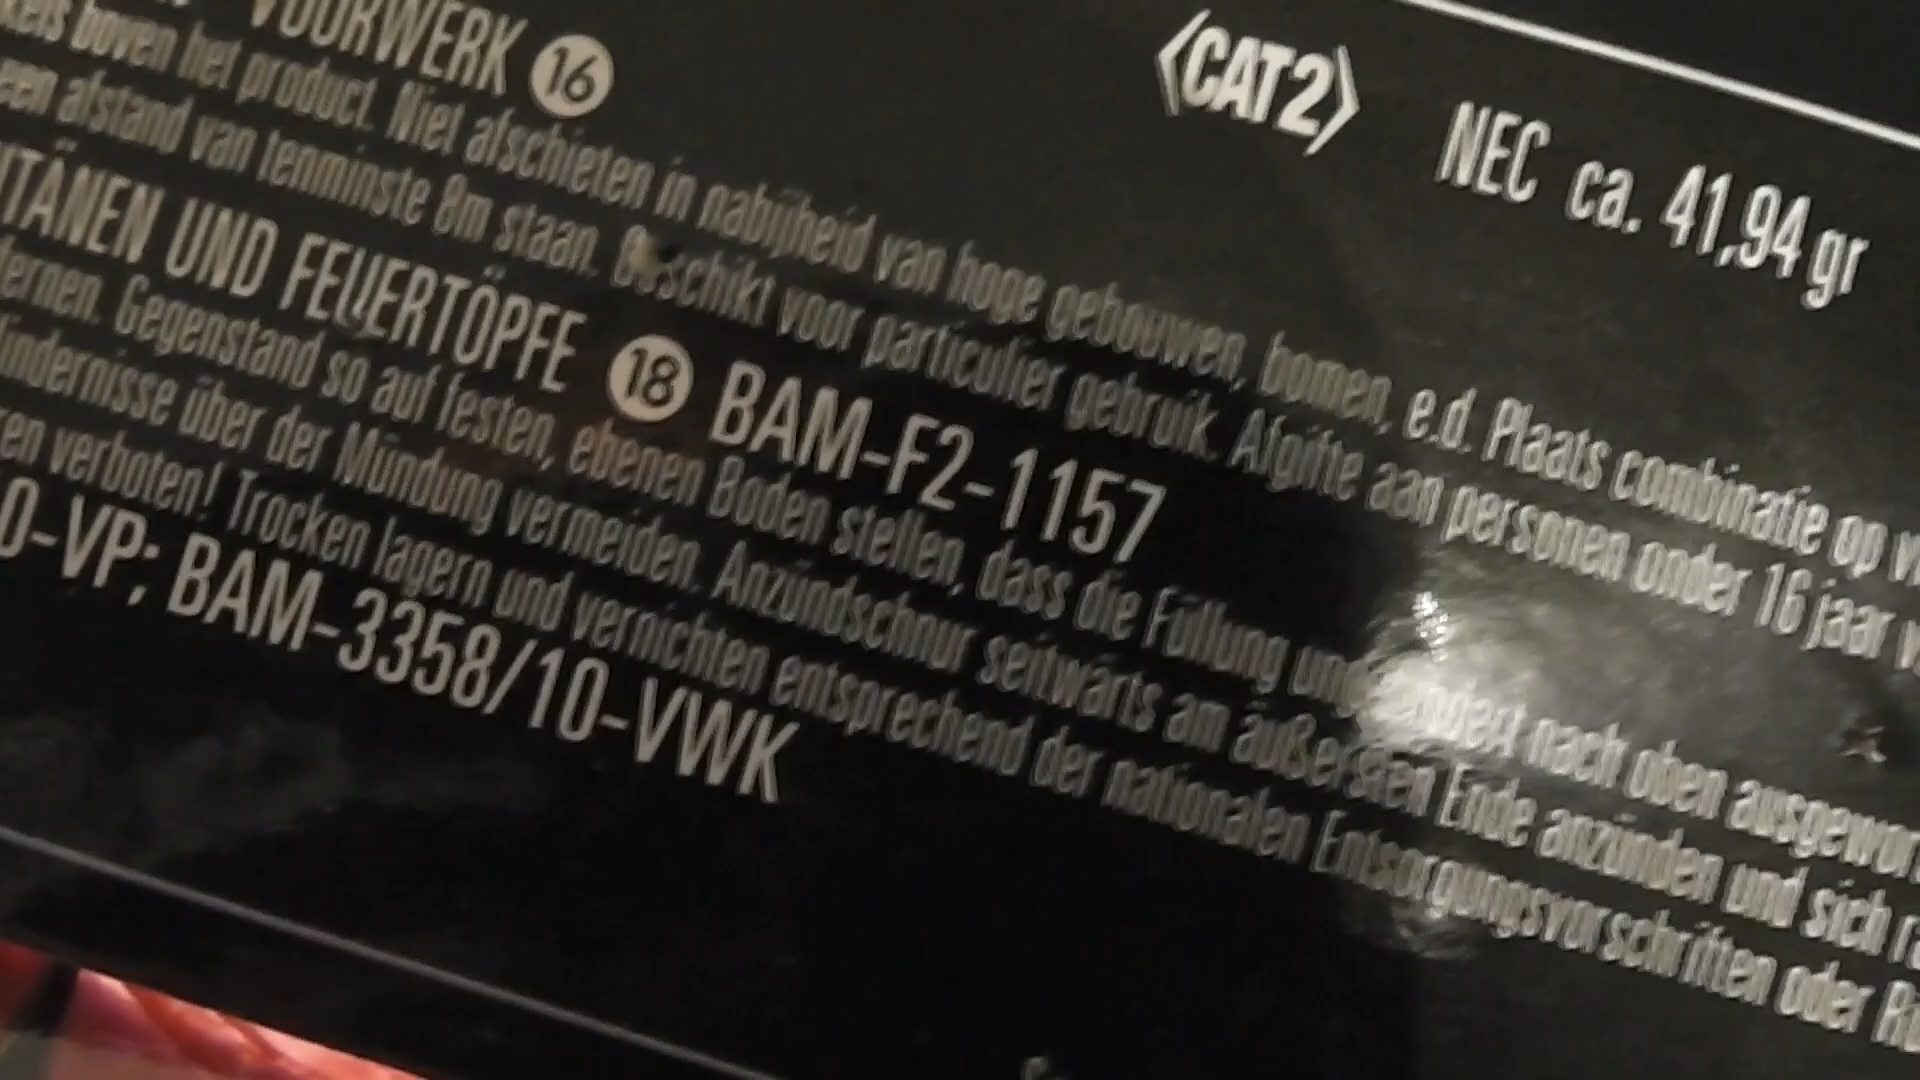 VOORWERK 16
boven het product. Niet afschieten in nabijheid van hoge gebouwen, bomen, e.d. Plaats combinatie op
een afstand van tenminste 8m staan. Geschikt voor particulier gebruik. Afgifte aan personen onder 16 jaar
UND FEUERTÖPFE 18 BAM-F2-1157
Gegenstand so auf festen, ebenen Boden stellen, dass die Füllung nach oben
über der Mündung vermeiden. Anzündschnur seitwärts am äußersten Ende anzünden und sich
verboten! Trocken lagern und vernichten entsprechend der nationalen Entsorgungsvorschriften oder
0-VP; BAM-3358/10-VWK
<CAT2> NEC ca. 41,94 gr